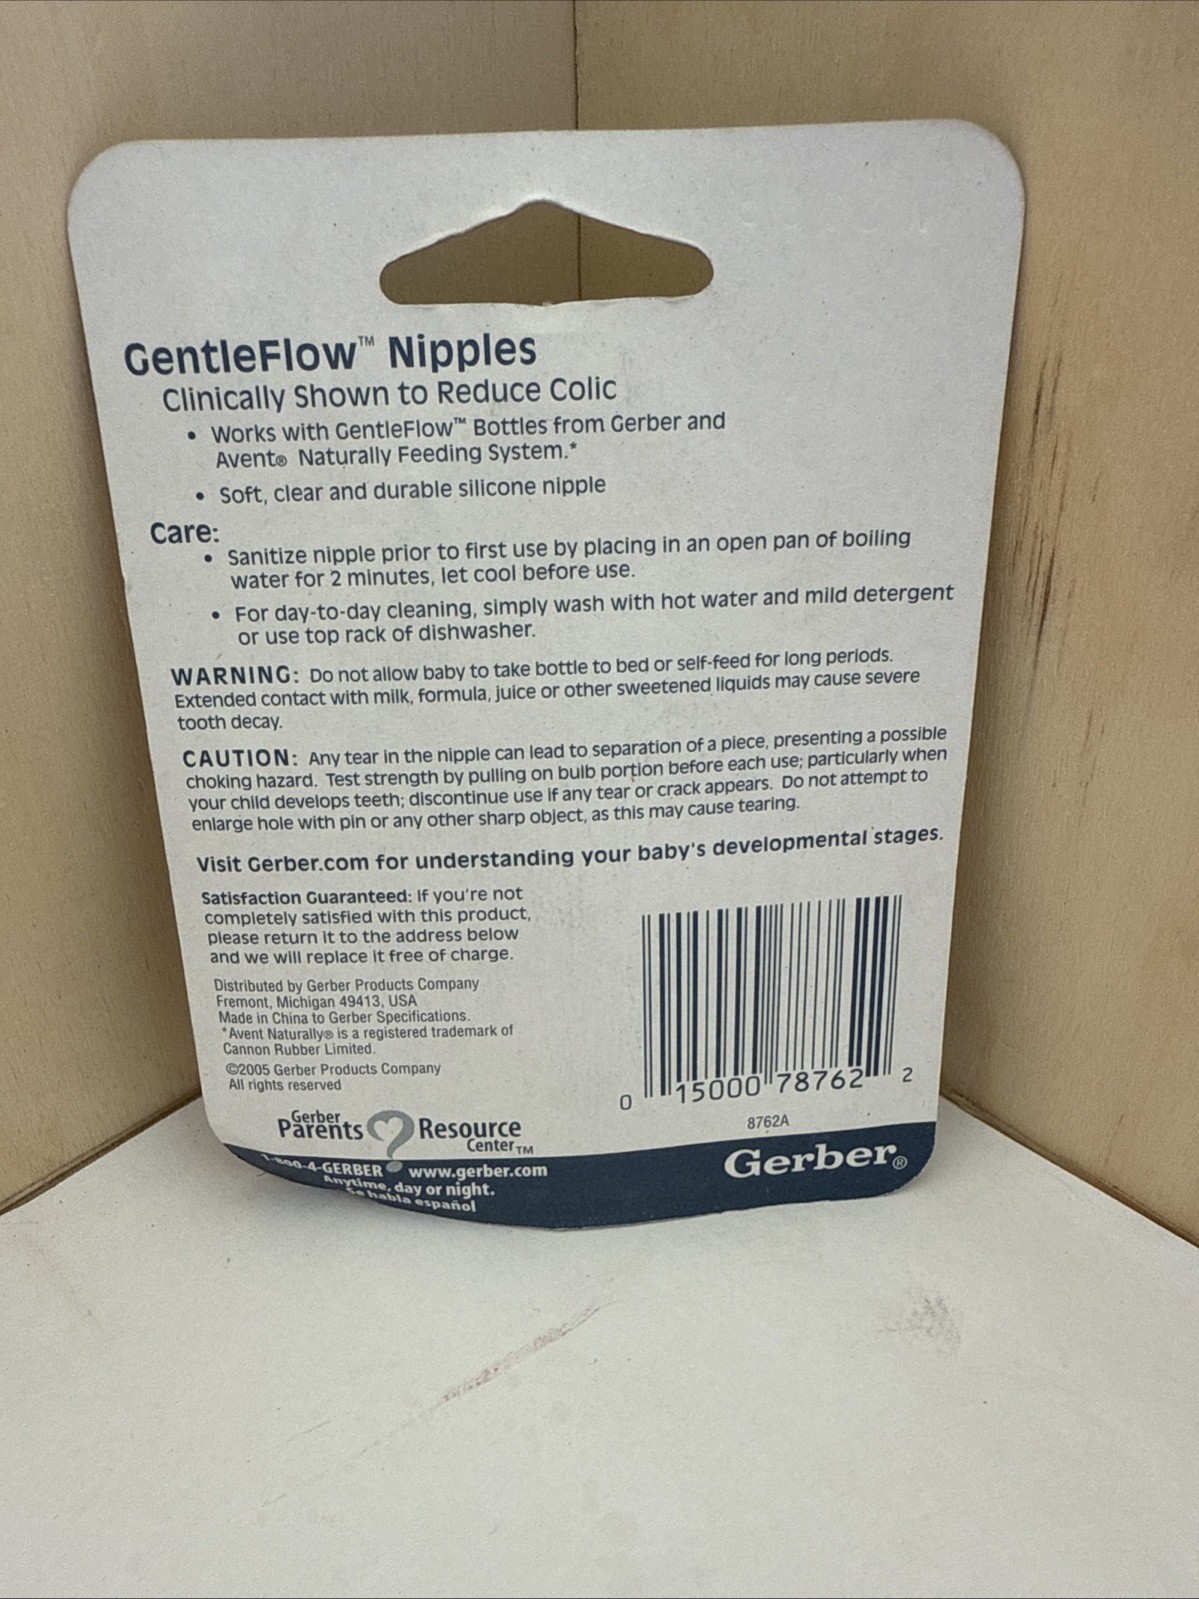 GentleFlow™ Nipples
Clinically Shown to Reduce Colic
• Works with GentleFlow™ Bottles from Gerber and
Avent® Naturally Feeding System.*
• Soft, clear and durable silicone nipple
Care:
• Sanitize nipple prior to first use by placing in an open pan of boiling
water for 2 minutes, let cool before use.
• For day-to-day cleaning, simply wash with hot water and mild detergent
or use top rack of dishwasher.
WARNING: Do not allow baby to take bottle to bed or self-feed for long periods.
Extended contact with milk, formula, juice or other sweetened liquids may cause severe
tooth decay.
CAUTION: Any tear in the nipple can lead to separation of a piece, presenting a possible
choking hazard. Test strength by pulling on bulb portion before each use; particularly when
your child develops teeth; discontinue use if any tear or crack appears. Do not attempt to
enlarge hole with pin or any other sharp object, as this may cause tearing.
Visit Gerber.com for understanding your baby's developmental stages.
Satisfaction Guaranteed: If you're not
completely satisfied with this product,
please return it to the address below
and we will replace it free of charge.
Distributed by Gerber Products Company
Fremont, Michigan 49413, USA
Made in China to Gerber Specifications.
*Avent Naturally® is a registered trademark of
Cannon Rubber Limited.
©2005 Gerber Products Company
All rights reserved
0 15000 78762 2
8762A
Gerber
Parents Resource
Center™
1-800-4-GERBER www.gerber.com
Anytime, day or night.
Se habla español
Gerber®